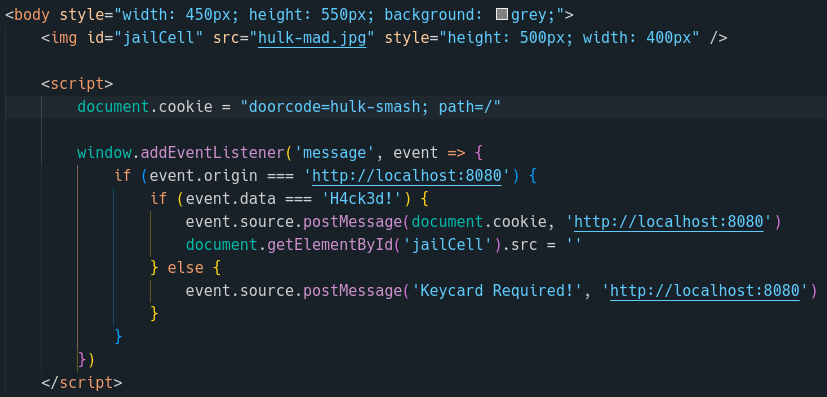 <body style="width: 450px; height: 550px; background: grey;">
<img id="jailCell" src="hulk-mad.jpg" style="height: 500px; width: 400px" />
<script>
document.cookie = "doorcode=hulk-smash; path=/"
window.addEventListener('message', event => {
if (event.origin === 'http://localhost:8080') {
if (event.data === 'H4ck3d!') {
event.source.postMessage(document.cookie, 'http://localhost:8080')
document.getElementById('jailCell').src = ''
} else {
event.source.postMessage('Keycard Required!', 'http://localhost:8080')
}
}
})
</script>